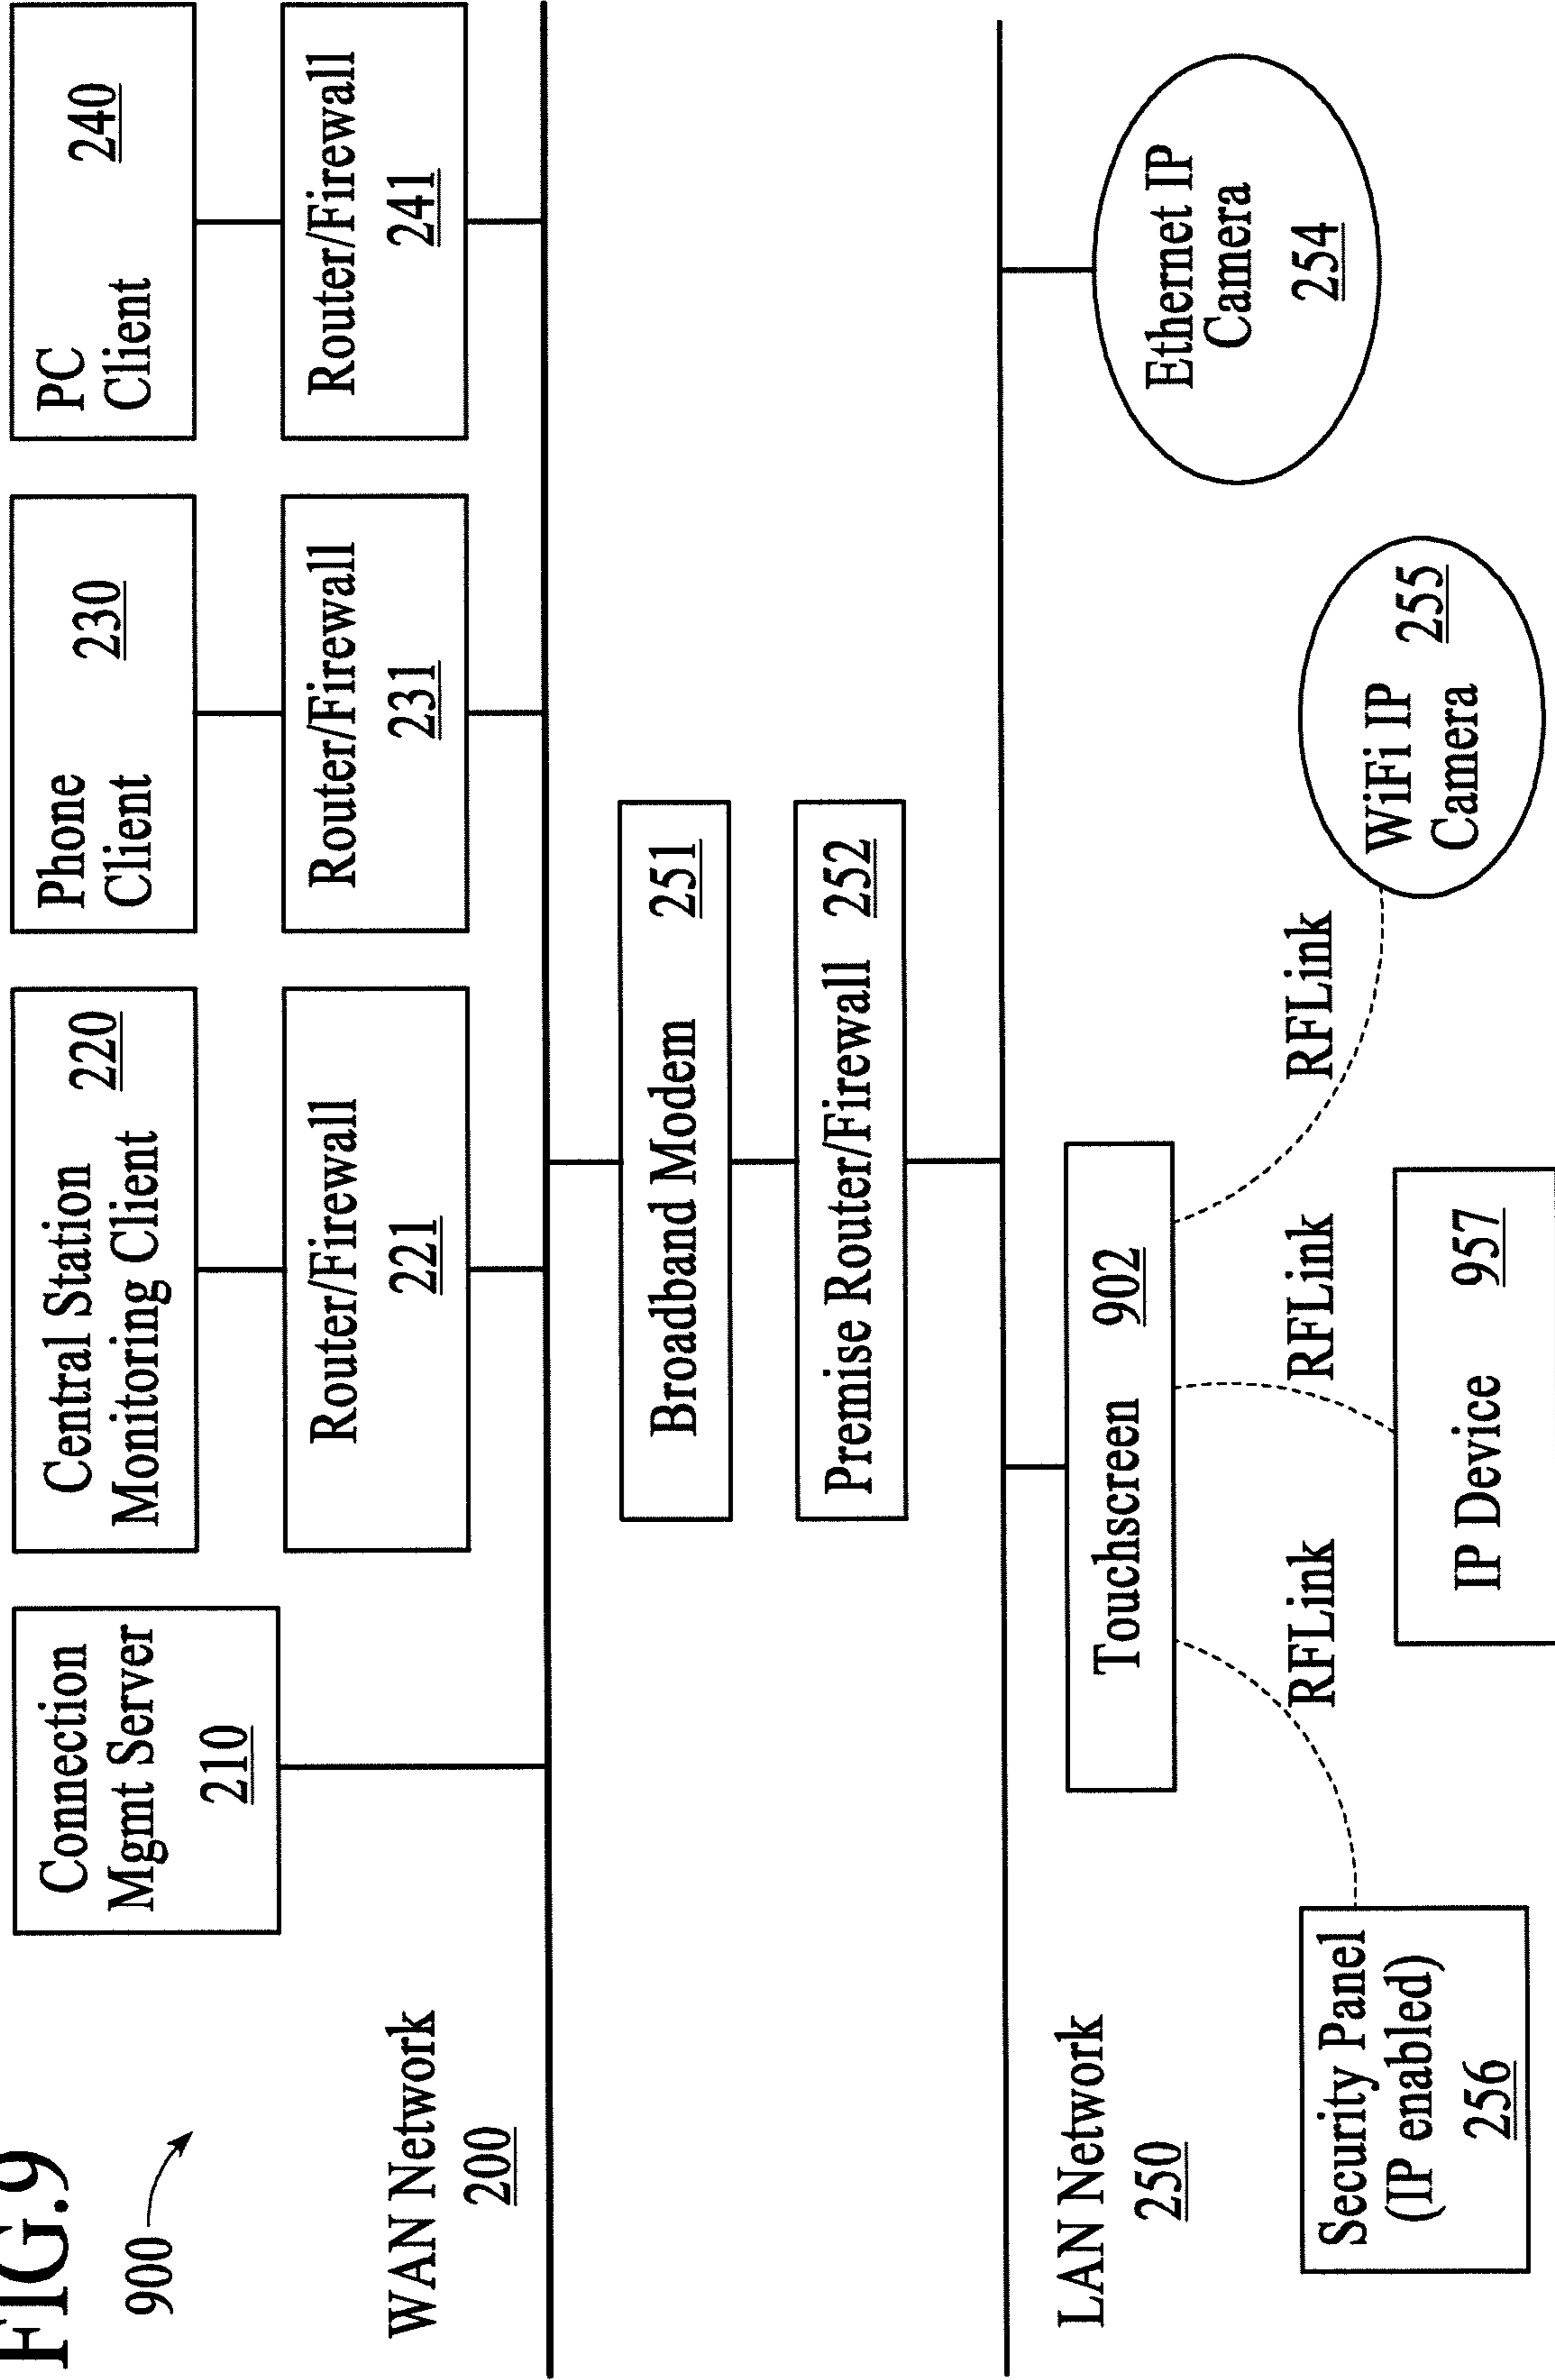 FIG.9
900
Connection
Mgmt Server
210
Central Station
Monitoring Client 220
Phone
Client 230
PC
Client 240
Router/Firewall
221
Router/Firewall
231
Router/Firewall
241
WAN Network
200
Broadband Modem 251
Premise Router/Firewall 252
LAN Network
250
Touchscreen 902
Ethernet IP
Camera
254
RFLink
RFLink
RFLink
Security Panel
(IP enabled)
256
IP Device 957
WiFi IP
Camera 255